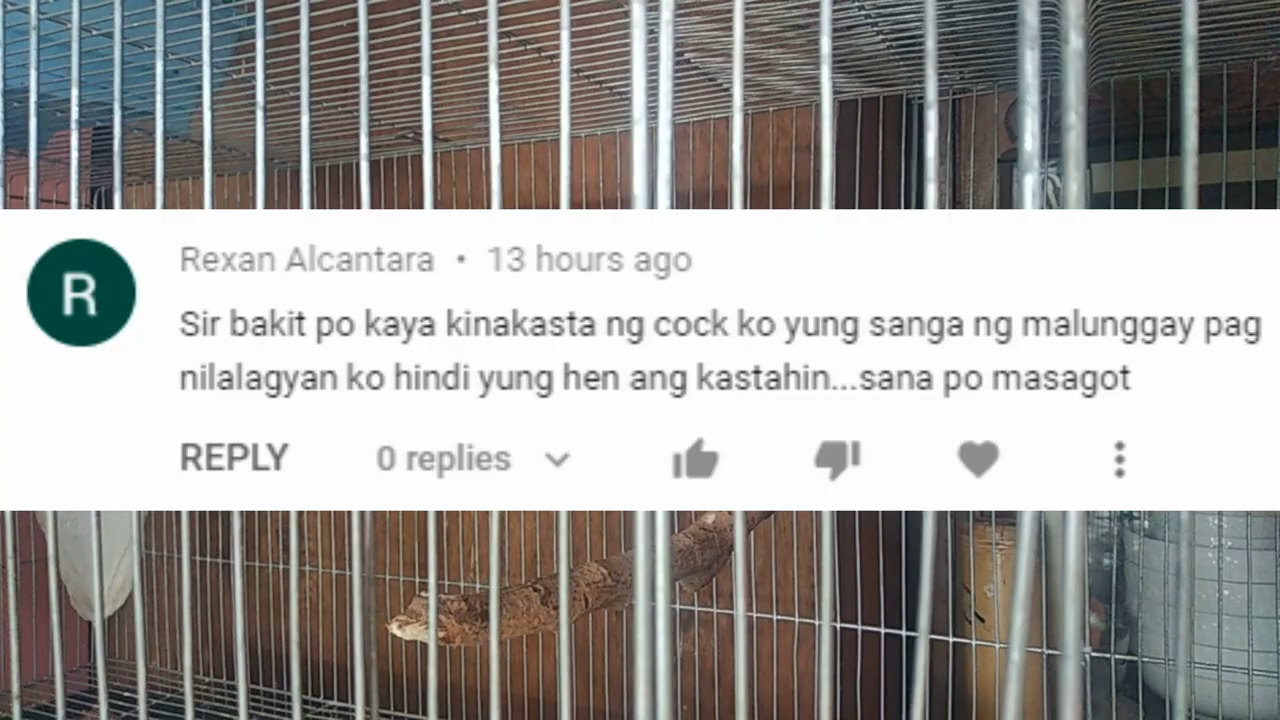 R
Rexan Alcantara • 13 hours ago
Sir bakit po kaya kinakasta ng cock ko yung sanga ng malunggay pag
nilalagyan ko hindi yung hen ang kastahin...sana po masagot
REPLY 0 replies